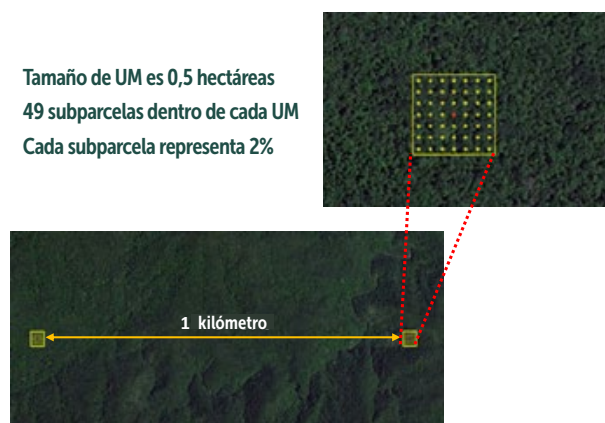 Tamaño de UM es 0,5 hectáreas
49 subparcelas dentro de cada UM
Cada subparcela representa 2%
1 kilómetro